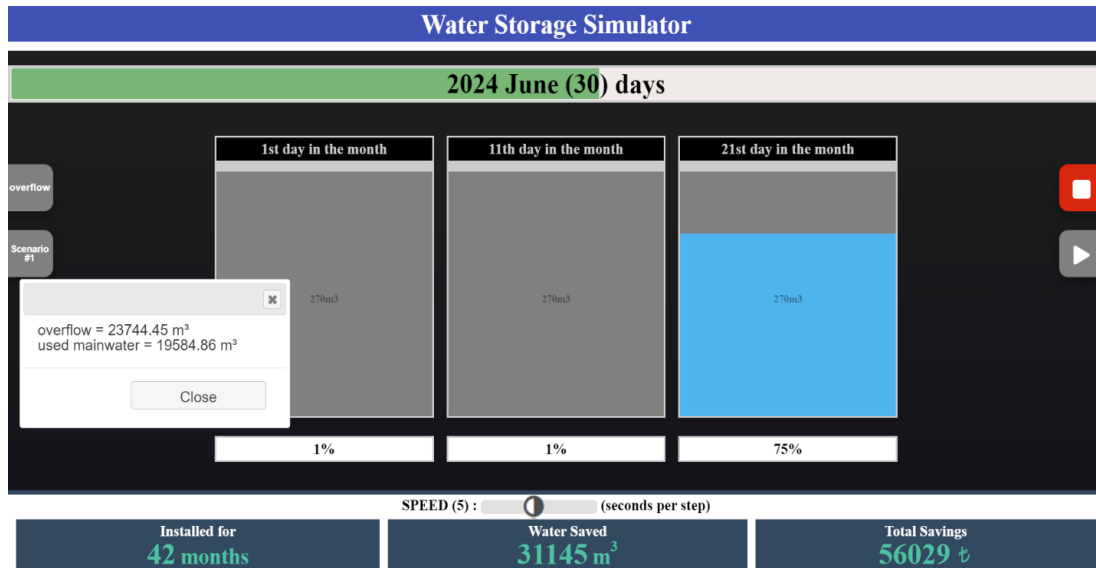 Water Storage Simulator
2024 June (30) days
1st day in the month
11th day in the month
21st day in the month
overflow
Scenario
#1
270m3
270m3
270m3
overflow = 23744.45 m³
used mainwater = 19584.86 m³
Close
1%
1%
75%
SPEED (5) : (seconds per step)
Installed for
42 months
Water Saved
31145 m³
Total Savings
56029 ₺